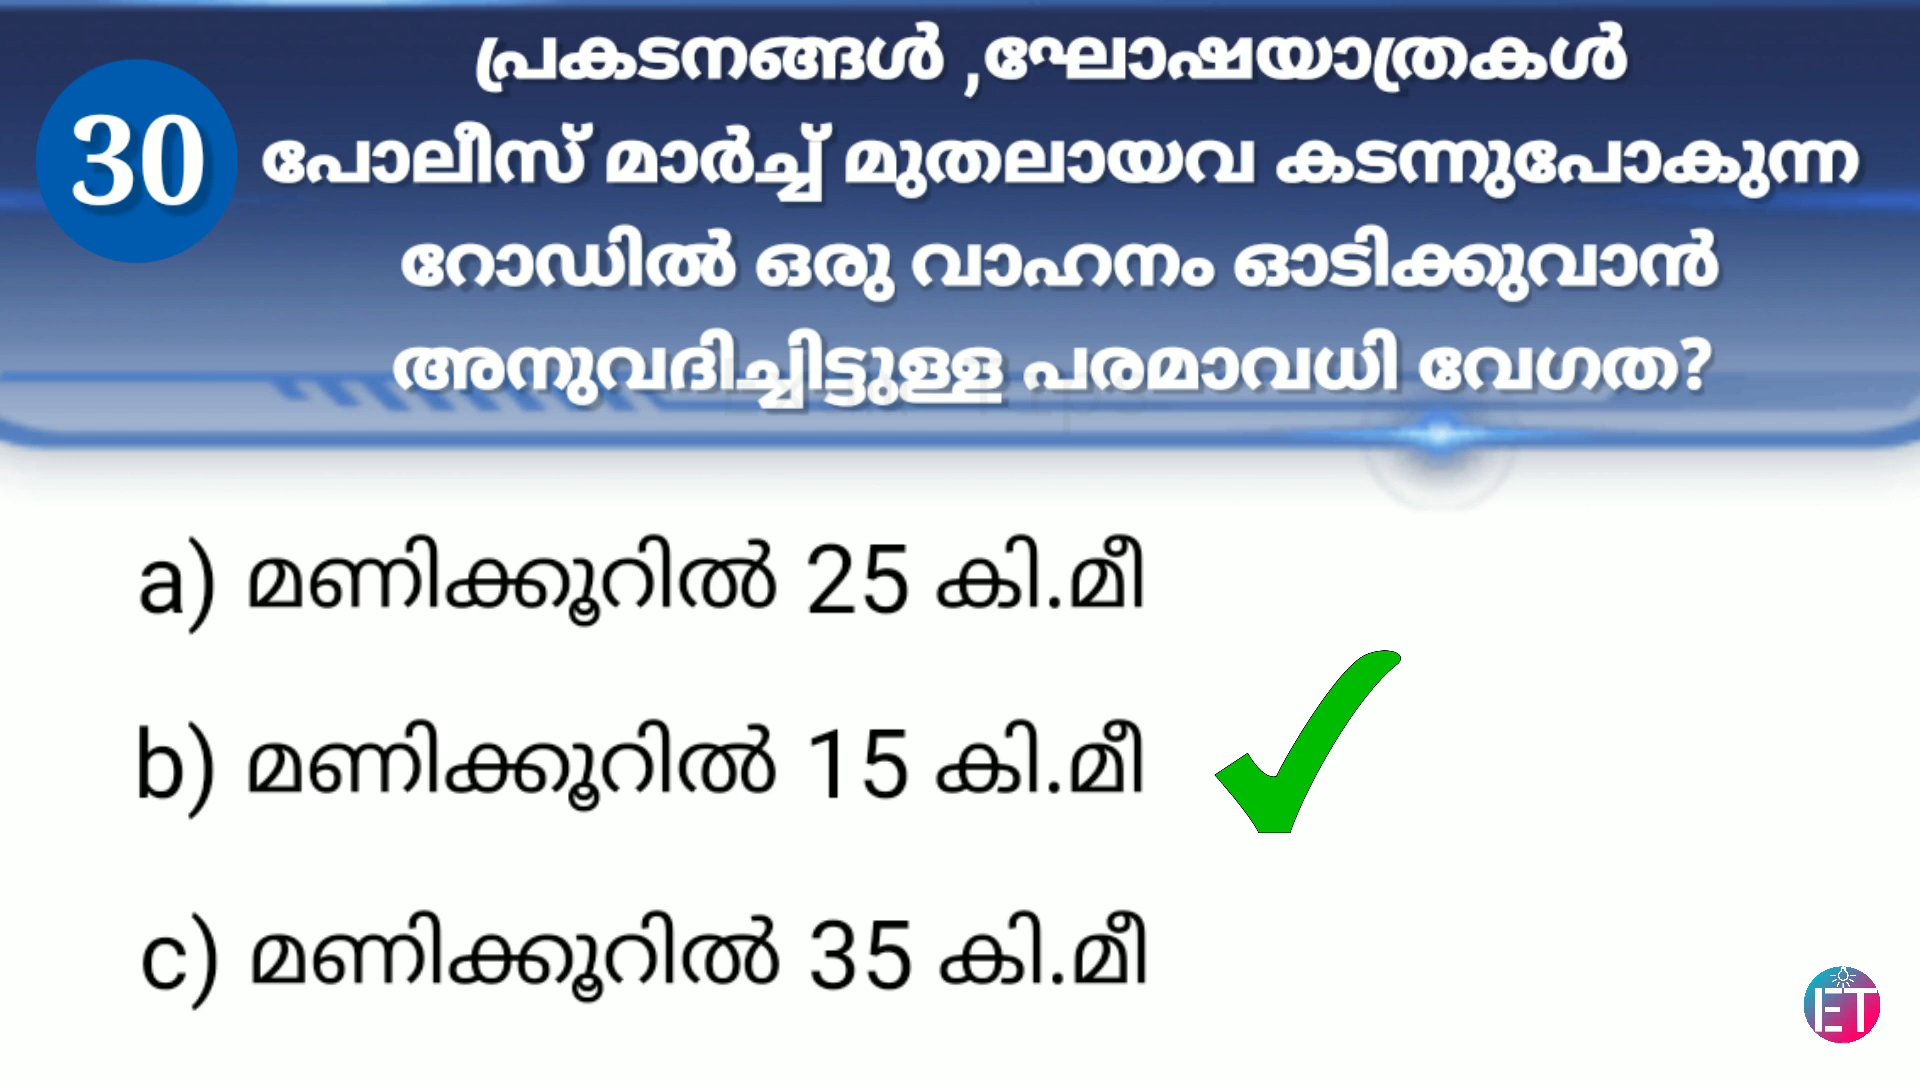 പ്രകടനങ്ങൾ ,ഘോഷയാത്രകൾ
30
പോലീസ് മാർച്ച് മുതലായവ കടന്നുപോകുന്ന
റോഡിൽ ഒരു വാഹനം ഓടിക്കുവാൻ
അനുവദിച്ചിട്ടുള്ള പരമാവധി വേഗത?
a) മണിക്കൂറിൽ 25 കി.മീ
b) മണിക്കൂറിൽ 15 കി.മീ
c) മണിക്കൂറിൽ 35 കി.മീ
ET